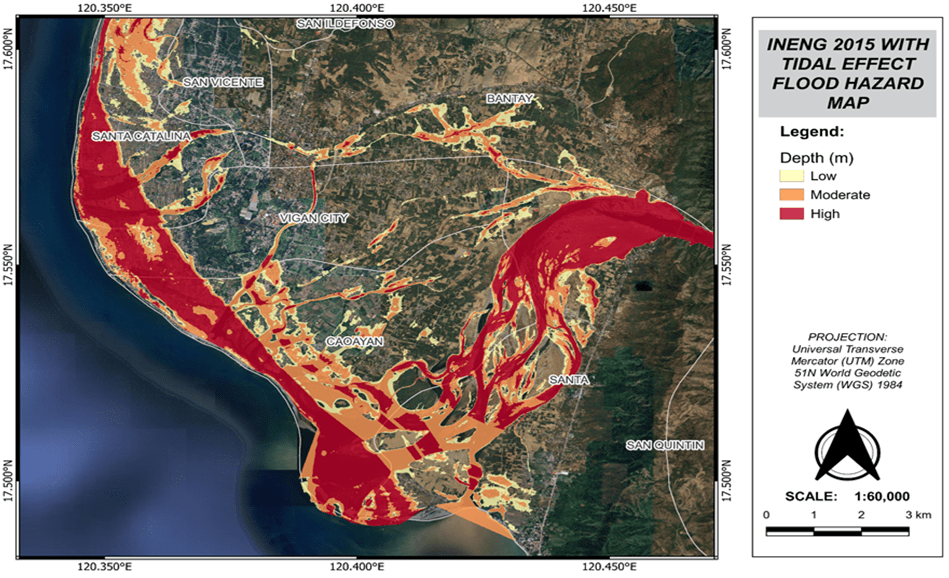 120.350°E 120.400°E 120.450°E
17.600°N
17.550°N
17.500°N
17.600°N
17.550°N
17.500°N
SAN ILDEFONSO
SAN VICENTE
BANTAY
SANTA CATALINA
VIGAN CITY
CAOAYAN
SANTA
SAN QUINTIN
120.350°E 120.400°E 120.450°E
INENG 2015 WITH
TIDAL EFFECT
FLOOD HAZARD
MAP
Legend:
Depth (m)
Low
Moderate
High
PROJECTION:
Universal Transverse
Mercator (UTM) Zone
51N World Geodetic
System (WGS) 1984
SCALE: 1:60,000
0 1 2 3 km